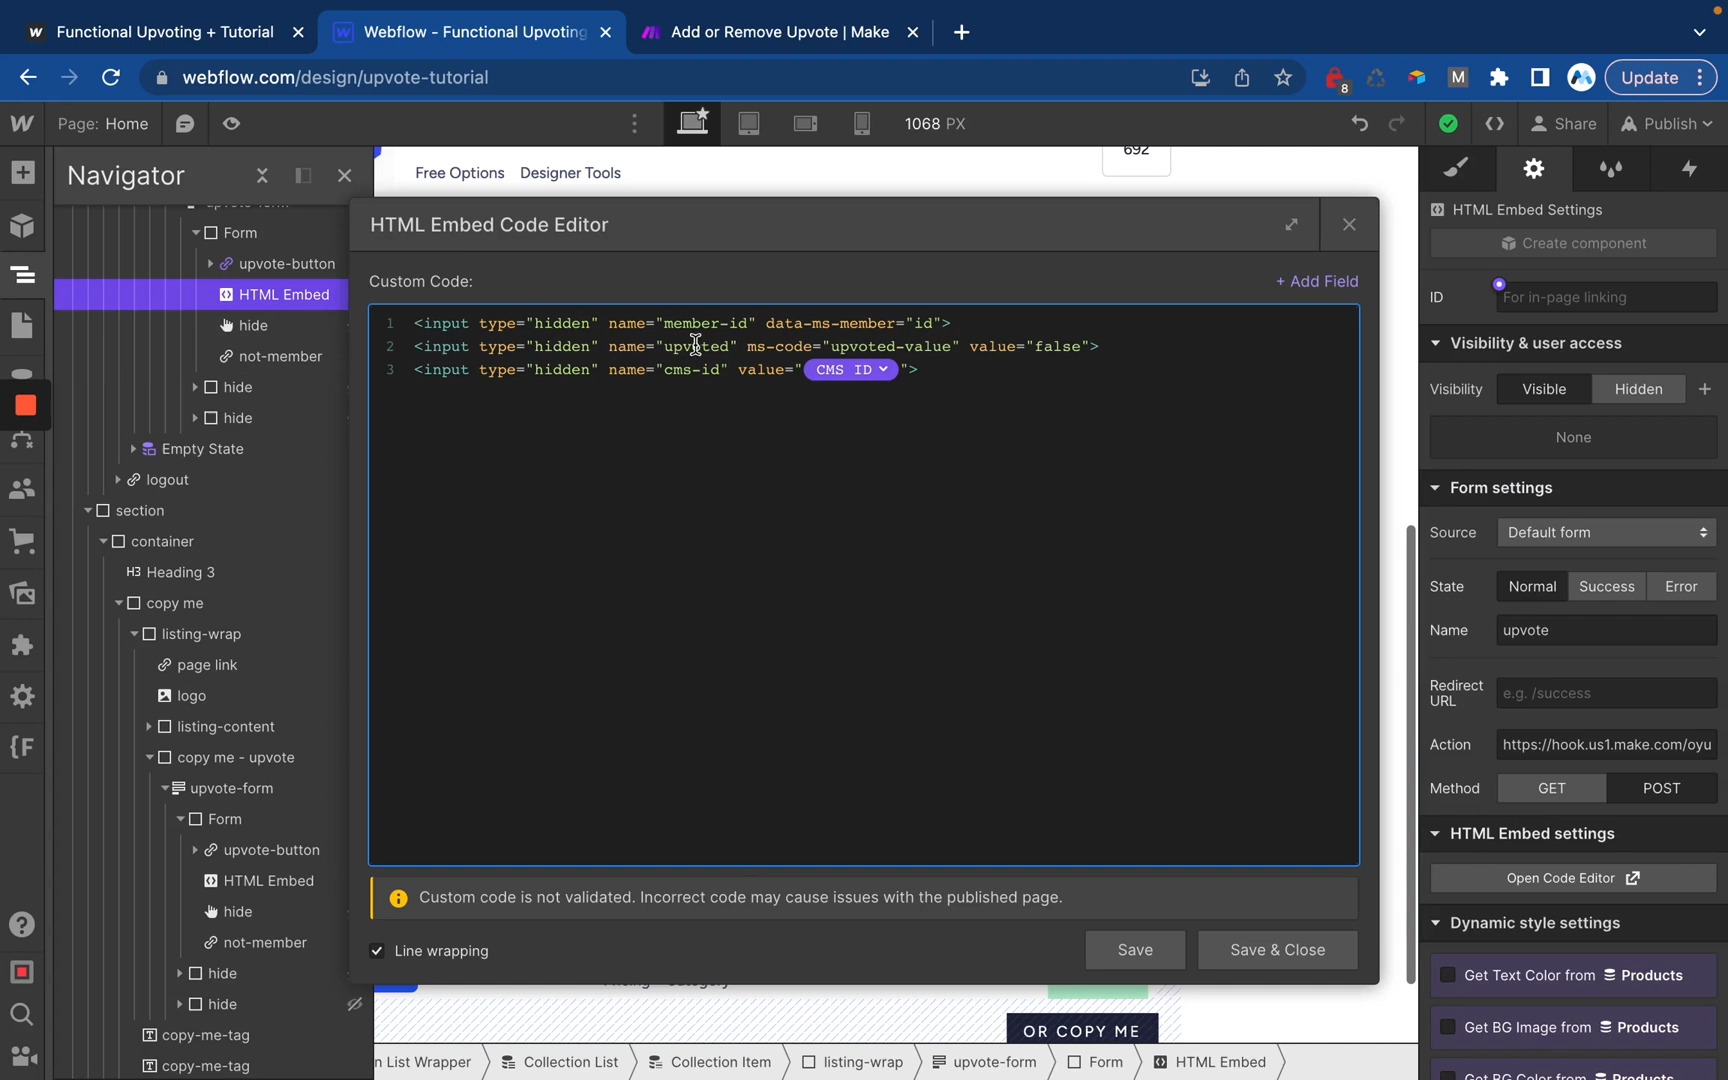 Functional Upvoting + Tutorial
Webflow - Functional Upvoting
Add or Remove Upvote | Make
webflow.com/design/upvote-tutorial
8
M
Update
Page: Home
1068 PX
Share
Publish
Navigator
Free Options Designer Tools
692
Form
upvote-button
HTML Embed
hide
not-member
hide
hide
Empty State
logout
section
container
H3 Heading 3
copy me
listing-wrap
page link
logo
listing-content
copy me - upvote
upvote-form
Form
upvote-button
HTML Embed
hide
not-member
hide
hide
copy-me-tag
copy-me-tag
HTML Embed Code Editor
Custom Code:
+ Add Field
1 <input type="hidden" name="member-id" data-ms-member="id">
2 <input type="hidden" name="upvoted" ms-code="upvoted-value" value="false">
3 <input type="hidden" name="cms-id" value="CMS ID">
Custom code is not validated. Incorrect code may cause issues with the published page.
Line wrapping
Save
Save & Close
OR COPY ME
n List Wrapper
Collection List
Collection Item
listing-wrap
upvote-form
Form
HTML Embed
HTML Embed Settings
Create component
ID
For in-page linking
Visibility & user access
Visibility
Visible
Hidden
None
Form settings
Source
Default form
State
Normal
Success
Error
Name
upvote
Redirect
URL
e.g. /success
Action
https://hook.us1.make.com/oyu
Method
GET
POST
HTML Embed settings
Open Code Editor
Dynamic style settings
Get Text Color from Products
Get BG Image from Products
Get BG Color from Products